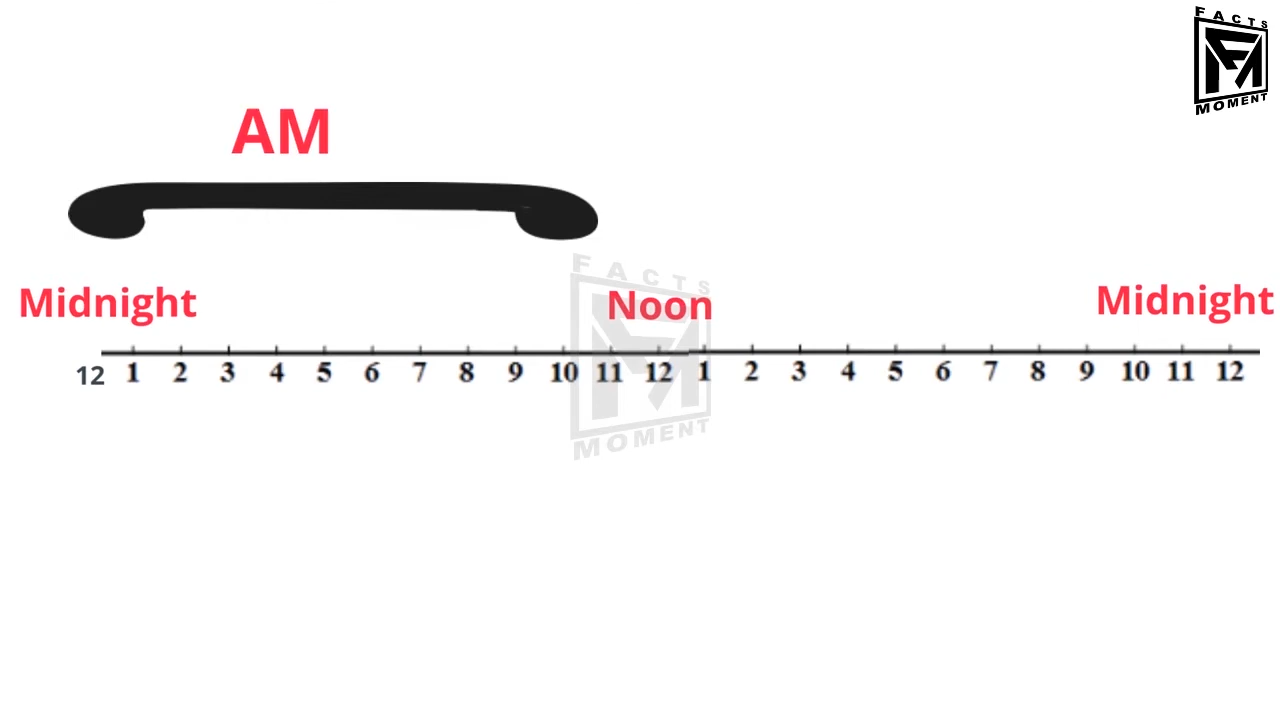 FACTS
MOMENT
AM
Midnight
Noon
Midnight
12 1 2 3 4 5 6 7 8 9 10 11 12 1 2 3 4 5 6 7 8 9 10 11 12
FACTS
MOMENT